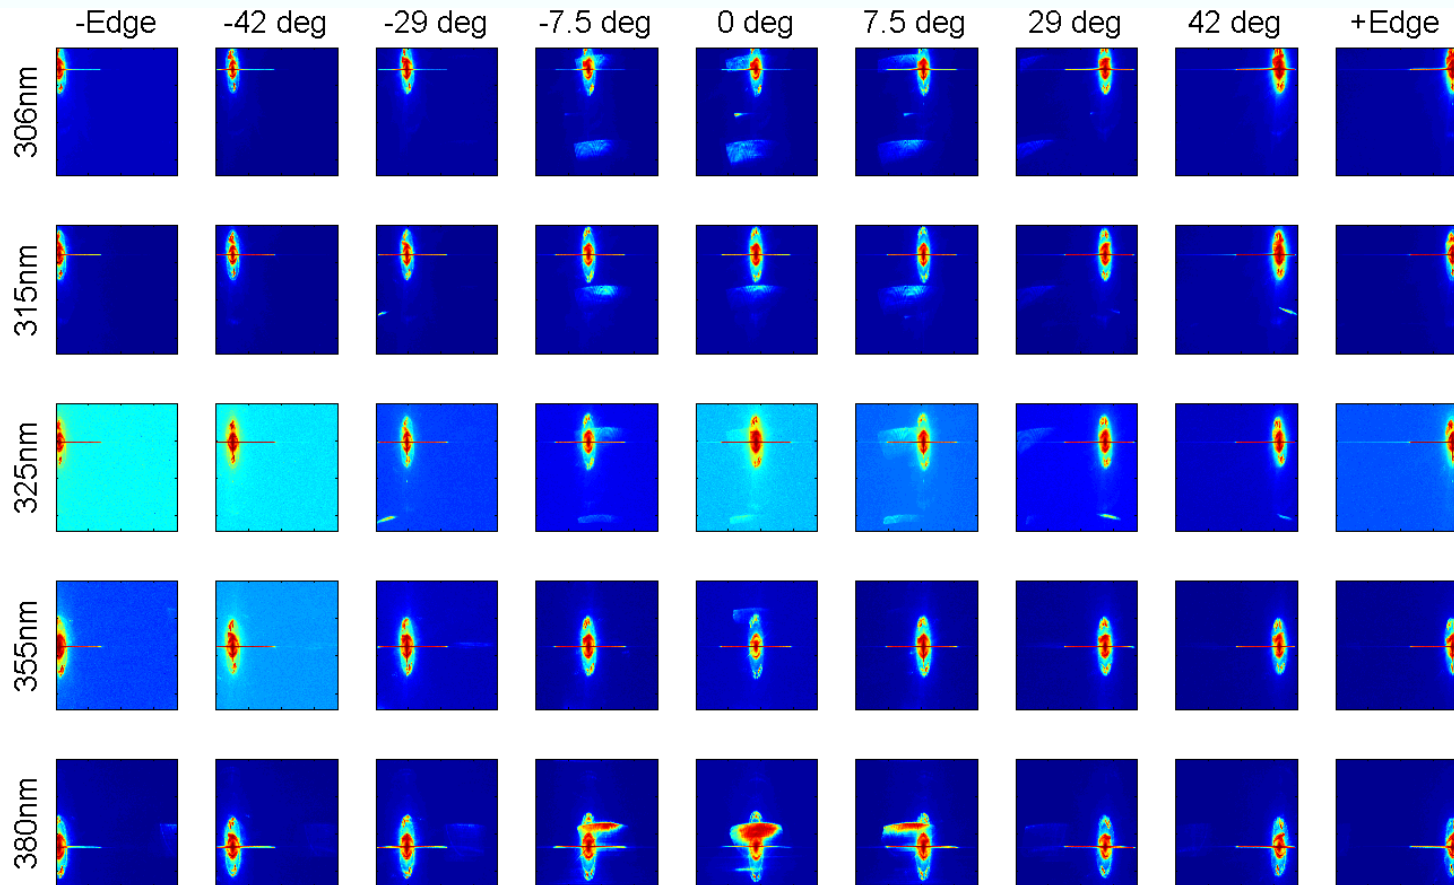 -Edge -42 deg -29 deg -7.5 deg 0 deg 7.5 deg 29 deg 42 deg +Edge
306nm
315nm
325nm
355nm
380nm